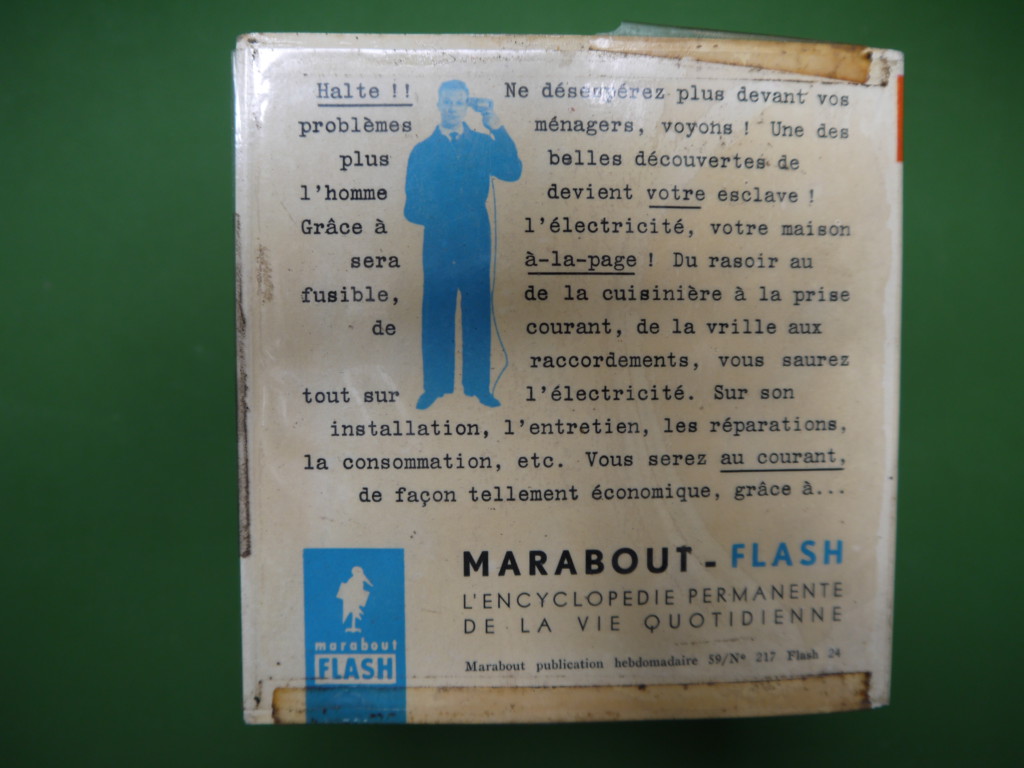 Halte !! Ne désespérez plus devant vos
problèmes ménagers, voyons ! Une des
plus belles découvertes de
l'homme devient votre esclave !
Grâce à l'électricité, votre maison
sera à-la-page ! Du rasoir au
fusible, de la cuisinière à la prise
de courant, de la vrille aux
raccordements, vous saurez
tout sur l'électricité. Sur son
installation, l'entretien, les réparations,
la consommation, etc. Vous serez au courant,
de façon tellement économique, grâce à...
MARABOUT - FLASH
L'ENCYCLOPEDIE PERMANENTE
DE LA VIE QUOTIDIENNE
marabout
FLASH
Marabout publication hebdomadaire 59/N° 217 Flash 24